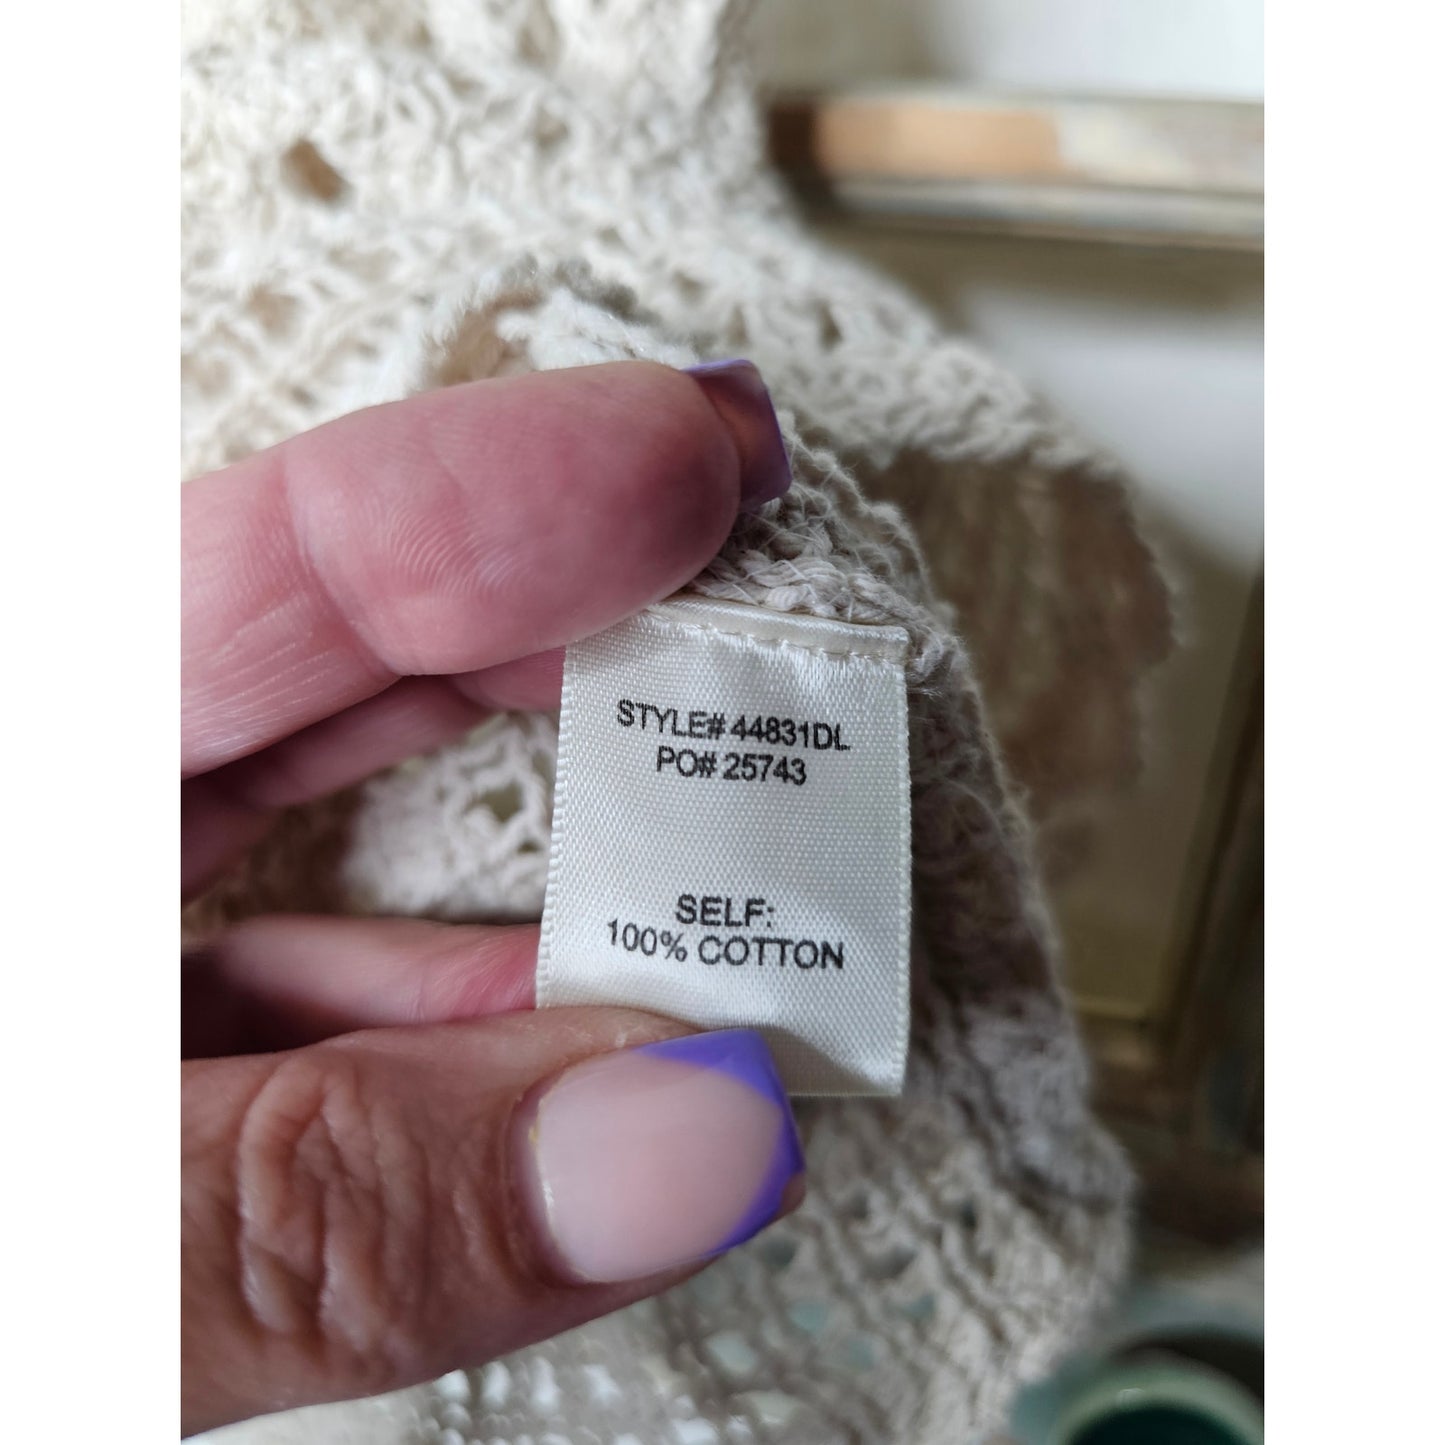 STYLE# 44831DL
PO# 25743
SELF:
100% COTTON